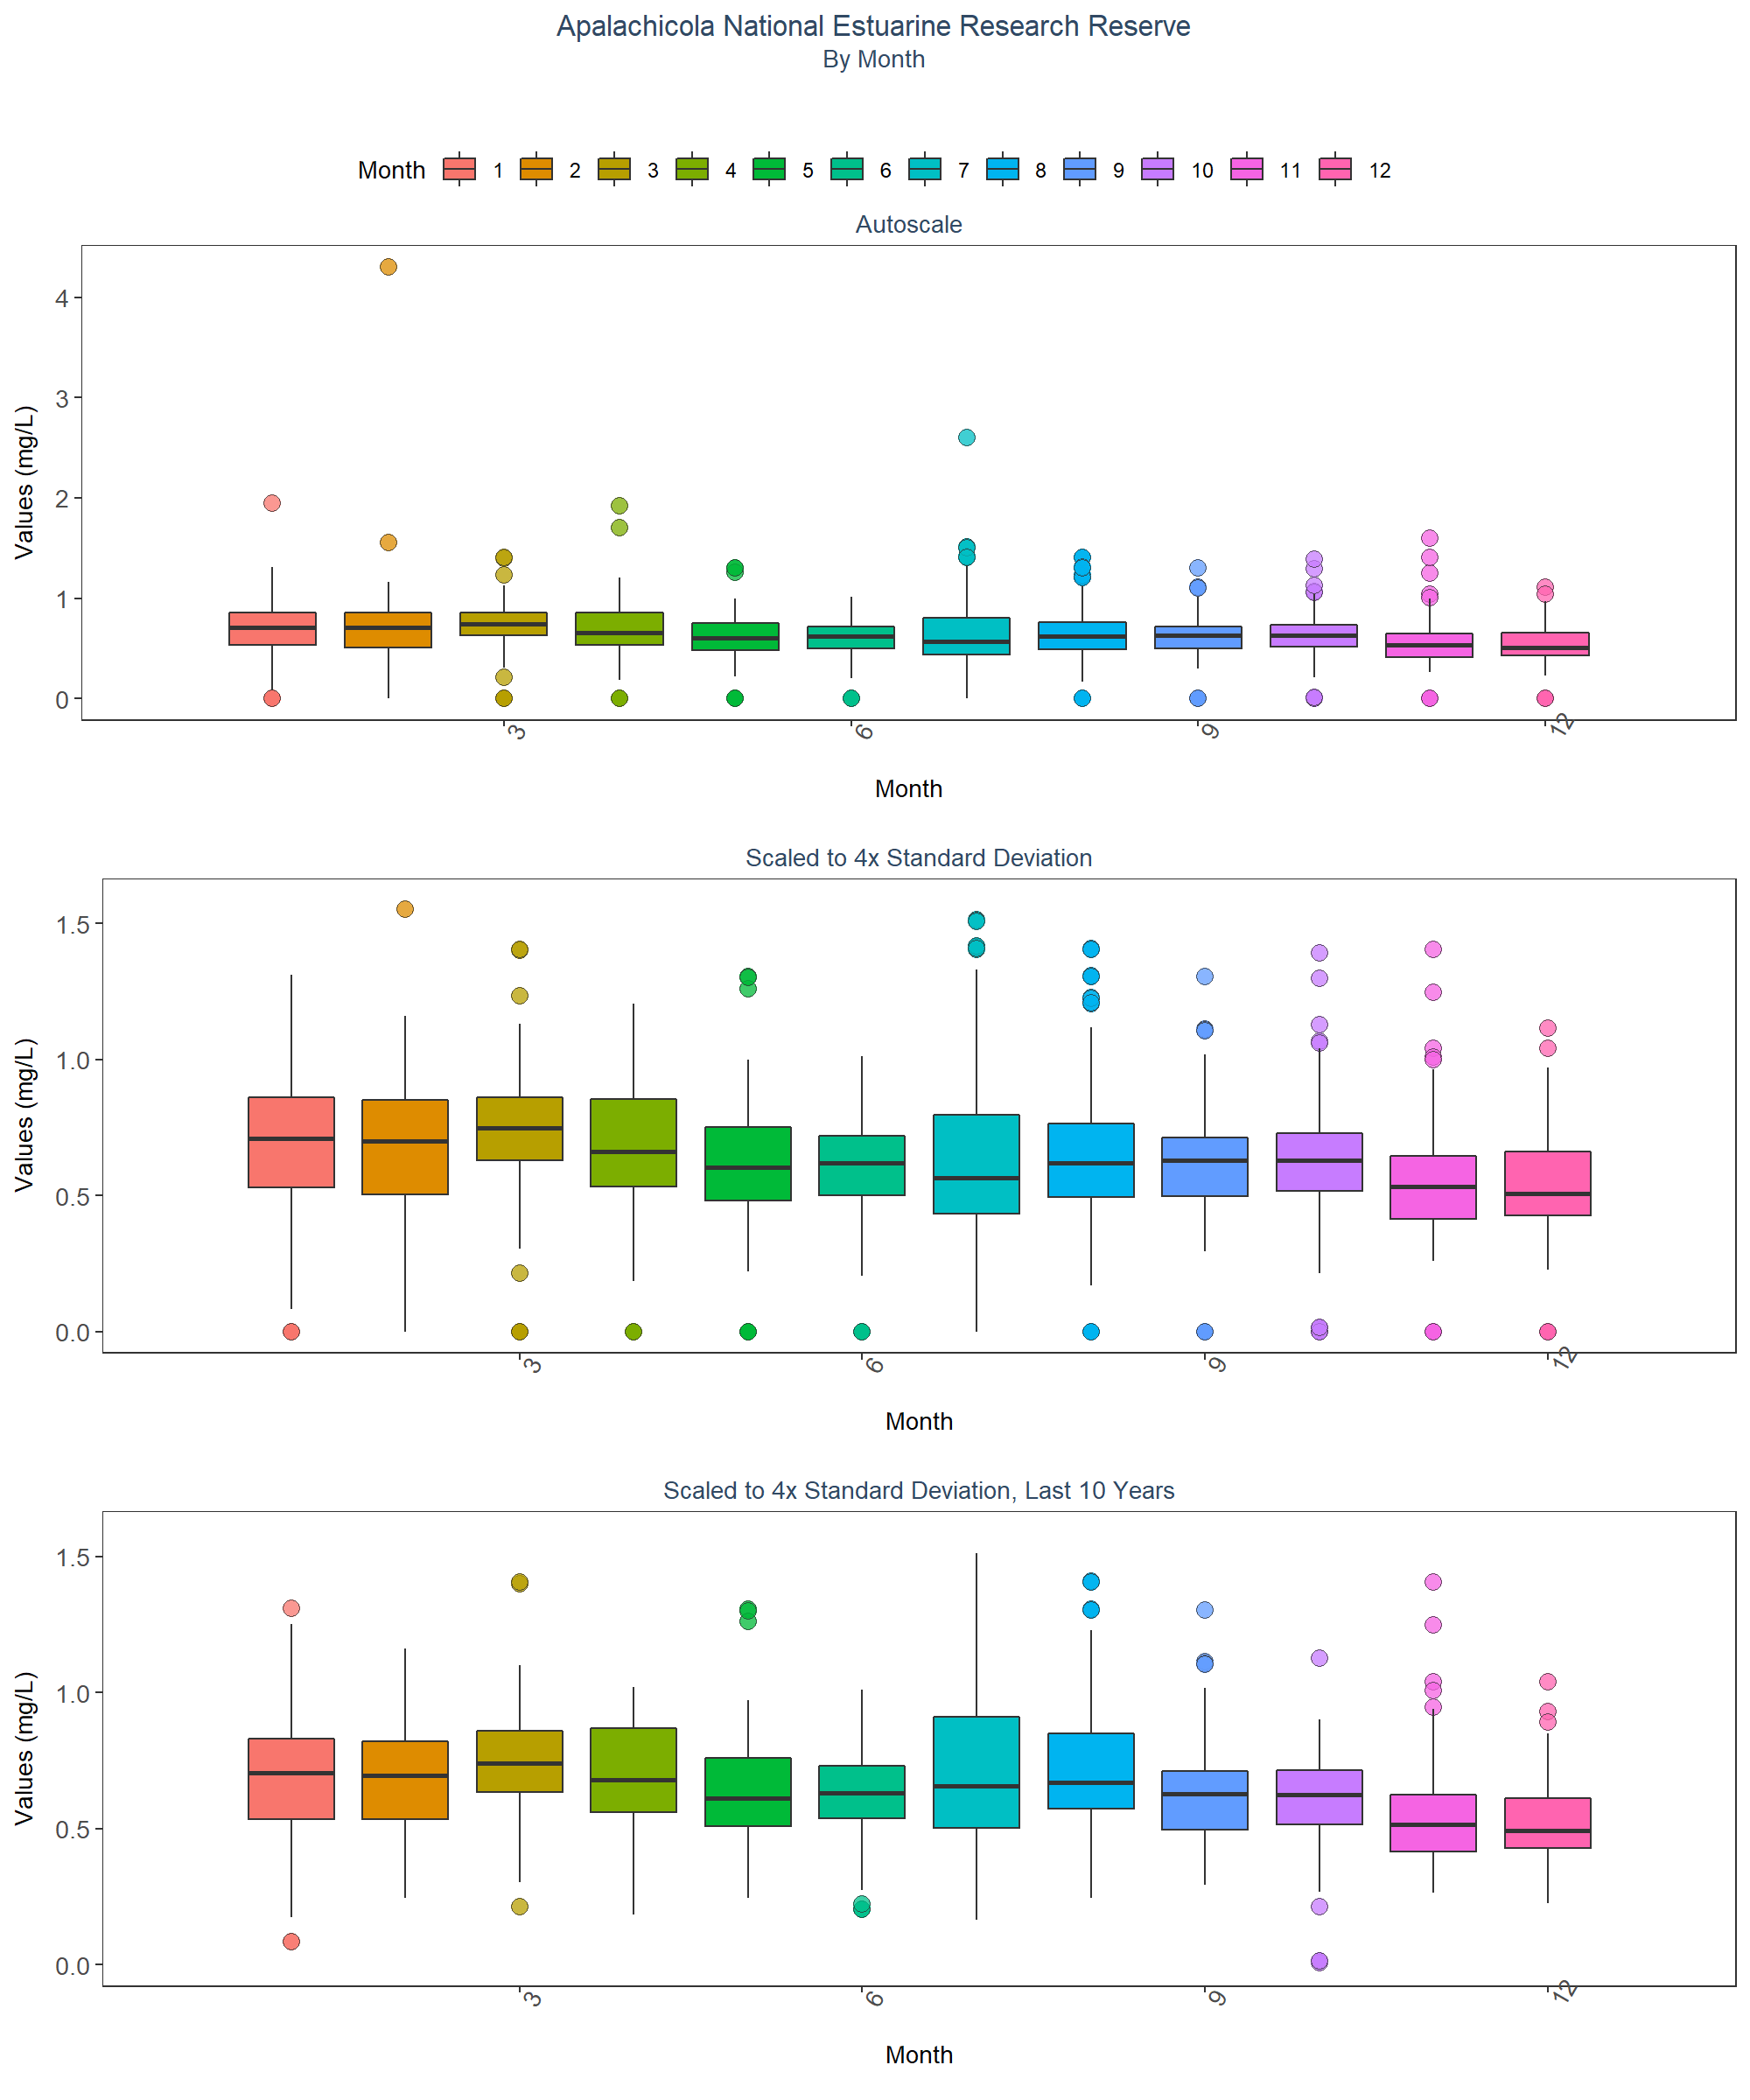 Apalachicola National Estuarine Research Reserve
By Month
Month 1 2 3 4 5 6 7 8 9 10 11 12
Autoscale
Values (mg/L)
4
3
2
1
0
3 6 9 12
Month
Scaled to 4x Standard Deviation
Values (mg/L)
1.5
1.0
0.5
0.0
3 6 9 12
Month
Scaled to 4x Standard Deviation, Last 10 Years
Values (mg/L)
1.5
1.0
0.5
0.0
3 6 9 12
Month